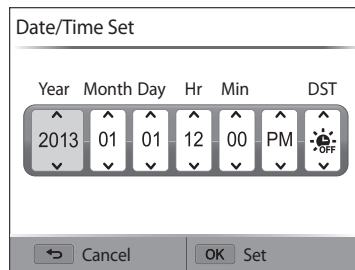 Date/Time Set
Year Month Day Hr Min DST
2013 01 01 12 00 PM OFF
Cancel OK Set